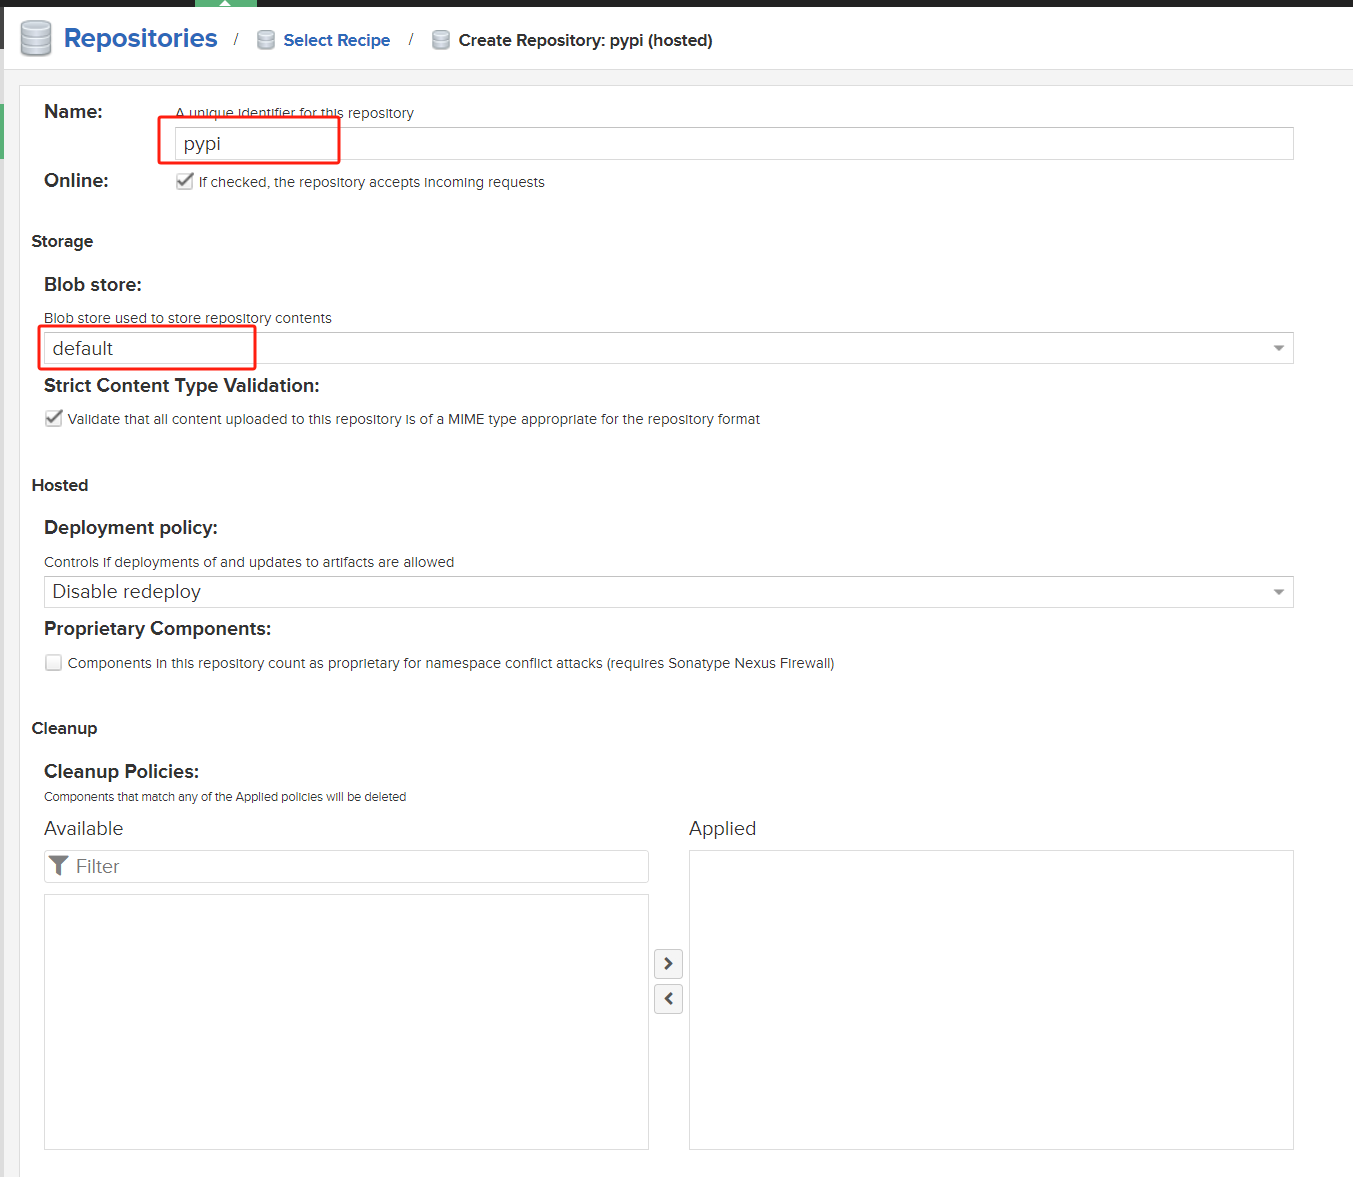 Repositories / Select Recipe / Create Repository: pypi (hosted)
Name: A unique identifier for this repository
pypi
Online: If checked, the repository accepts incoming requests
Storage
Blob store:
Blob store used to store repository contents
default
Strict Content Type Validation:
Validate that all content uploaded to this repository is of a MIME type appropriate for the repository format
Hosted
Deployment policy:
Controls if deployments of and updates to artifacts are allowed
Disable redeploy
Proprietary Components:
Components in this repository count as proprietary for namespace conflict attacks (requires Sonatype Nexus Firewall)
Cleanup
Cleanup Policies:
Components that match any of the Applied policies will be deleted
Available Applied
Filter